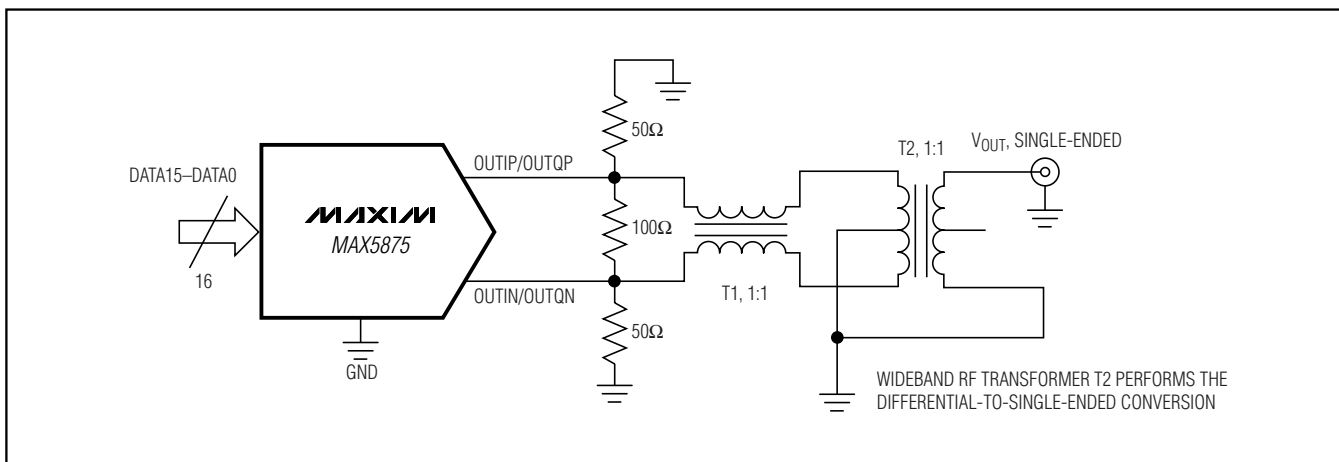 50Ω
T2, 1:1
VOUT, SINGLE-ENDED
DATA15–DATA0
OUTIP/OUTQP
MAXIM
MAX5875
100Ω
16
OUTIN/OUTQN
T1, 1:1
50Ω
GND
WIDEBAND RF TRANSFORMER T2 PERFORMS THE
DIFFERENTIAL-TO-SINGLE-ENDED CONVERSION